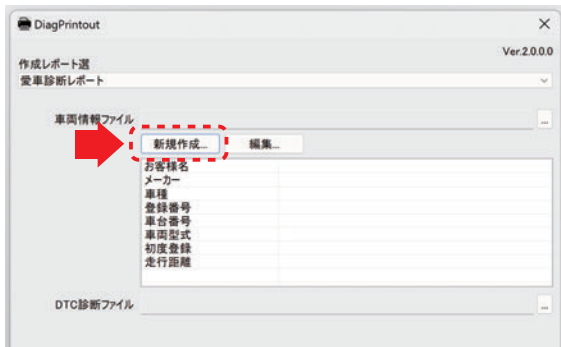 DiagPrintout
Ver.2.0.0.0
作成レポート選
愛車診断レポート
車両情報ファイル
...
新規作成... 編集...
お客様名
メーカー
車種
登録番号
車台番号
車両型式
初度登録
走行距離
DTC診断ファイル
...